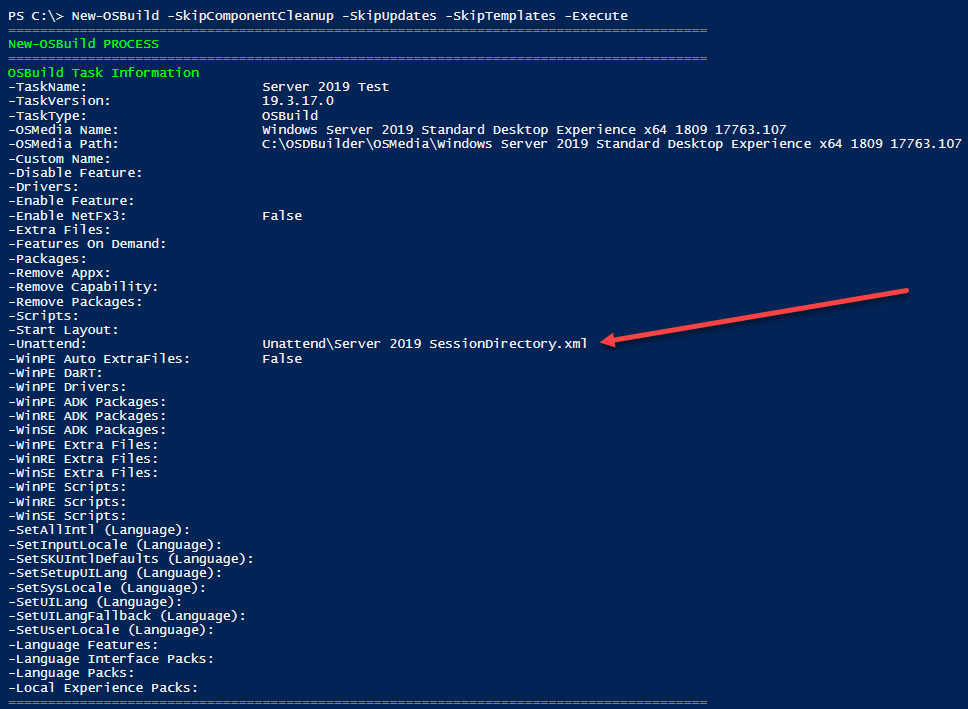 PS C:\> New-OSBuild -SkipComponentCleanup -SkipUpdates -SkipTemplates -Execute
========================================================================================
New-OSBuild PROCESS
========================================================================================
OSBuild Task Information
-TaskName: Server 2019 Test
-TaskVersion: 19.3.17.0
-TaskType: OSBuild
-OSMedia Name: Windows Server 2019 Standard Desktop Experience x64 1809 17763.107
-OSMedia Path: C:\OSDBuilder\OSMedia\Windows Server 2019 Standard Desktop Experience x64 1809 17763.107
-Custom Name:
-Disable Feature:
-Drivers:
-Enable Feature:
-Enable NetFx3: False
-Extra Files:
-Features On Demand:
-Packages:
-Remove Appx:
-Remove Capability:
-Remove Packages:
-Scripts:
-Start Layout:
-Unattend: Unattend\Server 2019 SessionDirectory.xml
-WinPE Auto ExtraFiles: False
-WinPE DaRT:
-WinPE Drivers:
-WinPE ADK Packages:
-WinRE ADK Packages:
-WinSE ADK Packages:
-WinPE Extra Files:
-WinRE Extra Files:
-WinSE Extra Files:
-WinPE Scripts:
-WinRE Scripts:
-WinSE Scripts:
-SetAllIntl (Language):
-SetInputLocale (Language):
-SetSKUIntlDefaults (Language):
-SetSetupUILang (Language):
-SetSysLocale (Language):
-SetUILang (Language):
-SetUILangFallback (Language):
-SetUserLocale (Language):
-Language Features:
-Language Interface Packs:
-Language Packs:
-Local Experience Packs:
========================================================================================